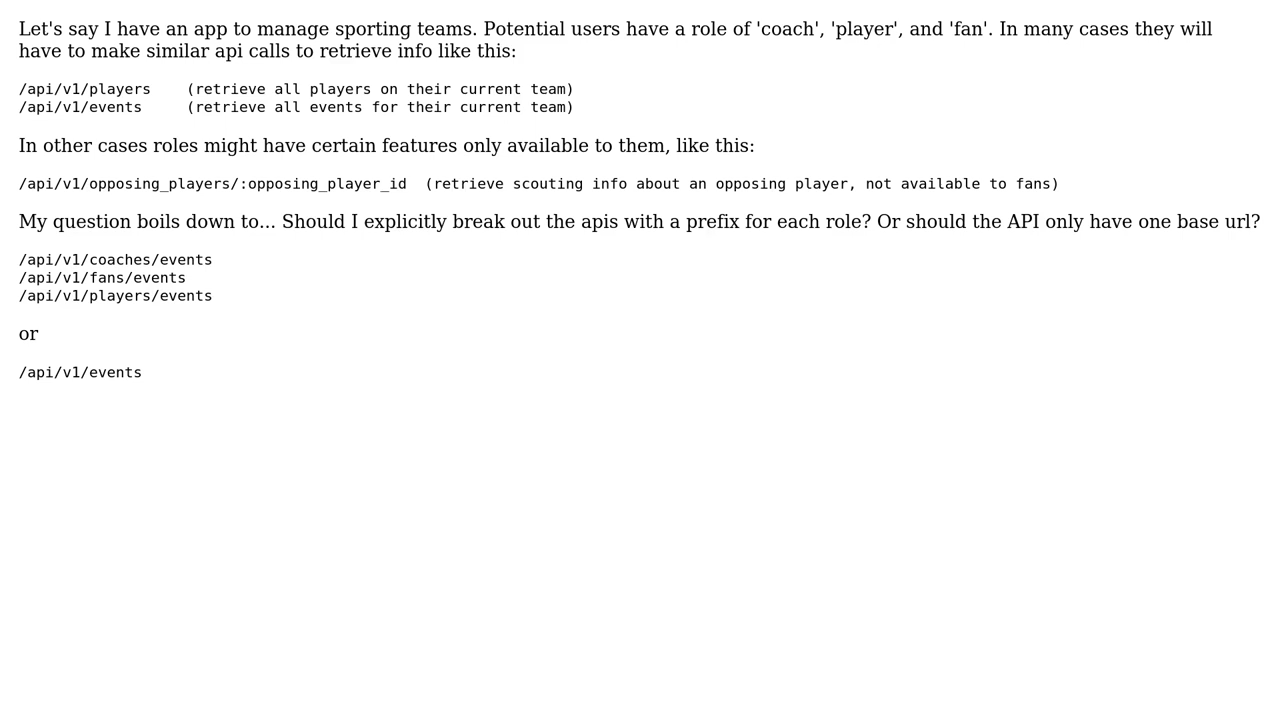 Let's say I have an app to manage sporting teams. Potential users have a role of 'coach', 'player', and 'fan'. In many cases they will
have to make similar api calls to retrieve info like this:
/api/v1/players    (retrieve all players on their current team)
/api/v1/events     (retrieve all events for their current team)
In other cases roles might have certain features only available to them, like this:
/api/v1/opposing_players/:opposing_player_id  (retrieve scouting info about an opposing player, not available to fans)
My question boils down to... Should I explicitly break out the apis with a prefix for each role? Or should the API only have one base url?
/api/v1/coaches/events
/api/v1/fans/events
/api/v1/players/events
or
/api/v1/events